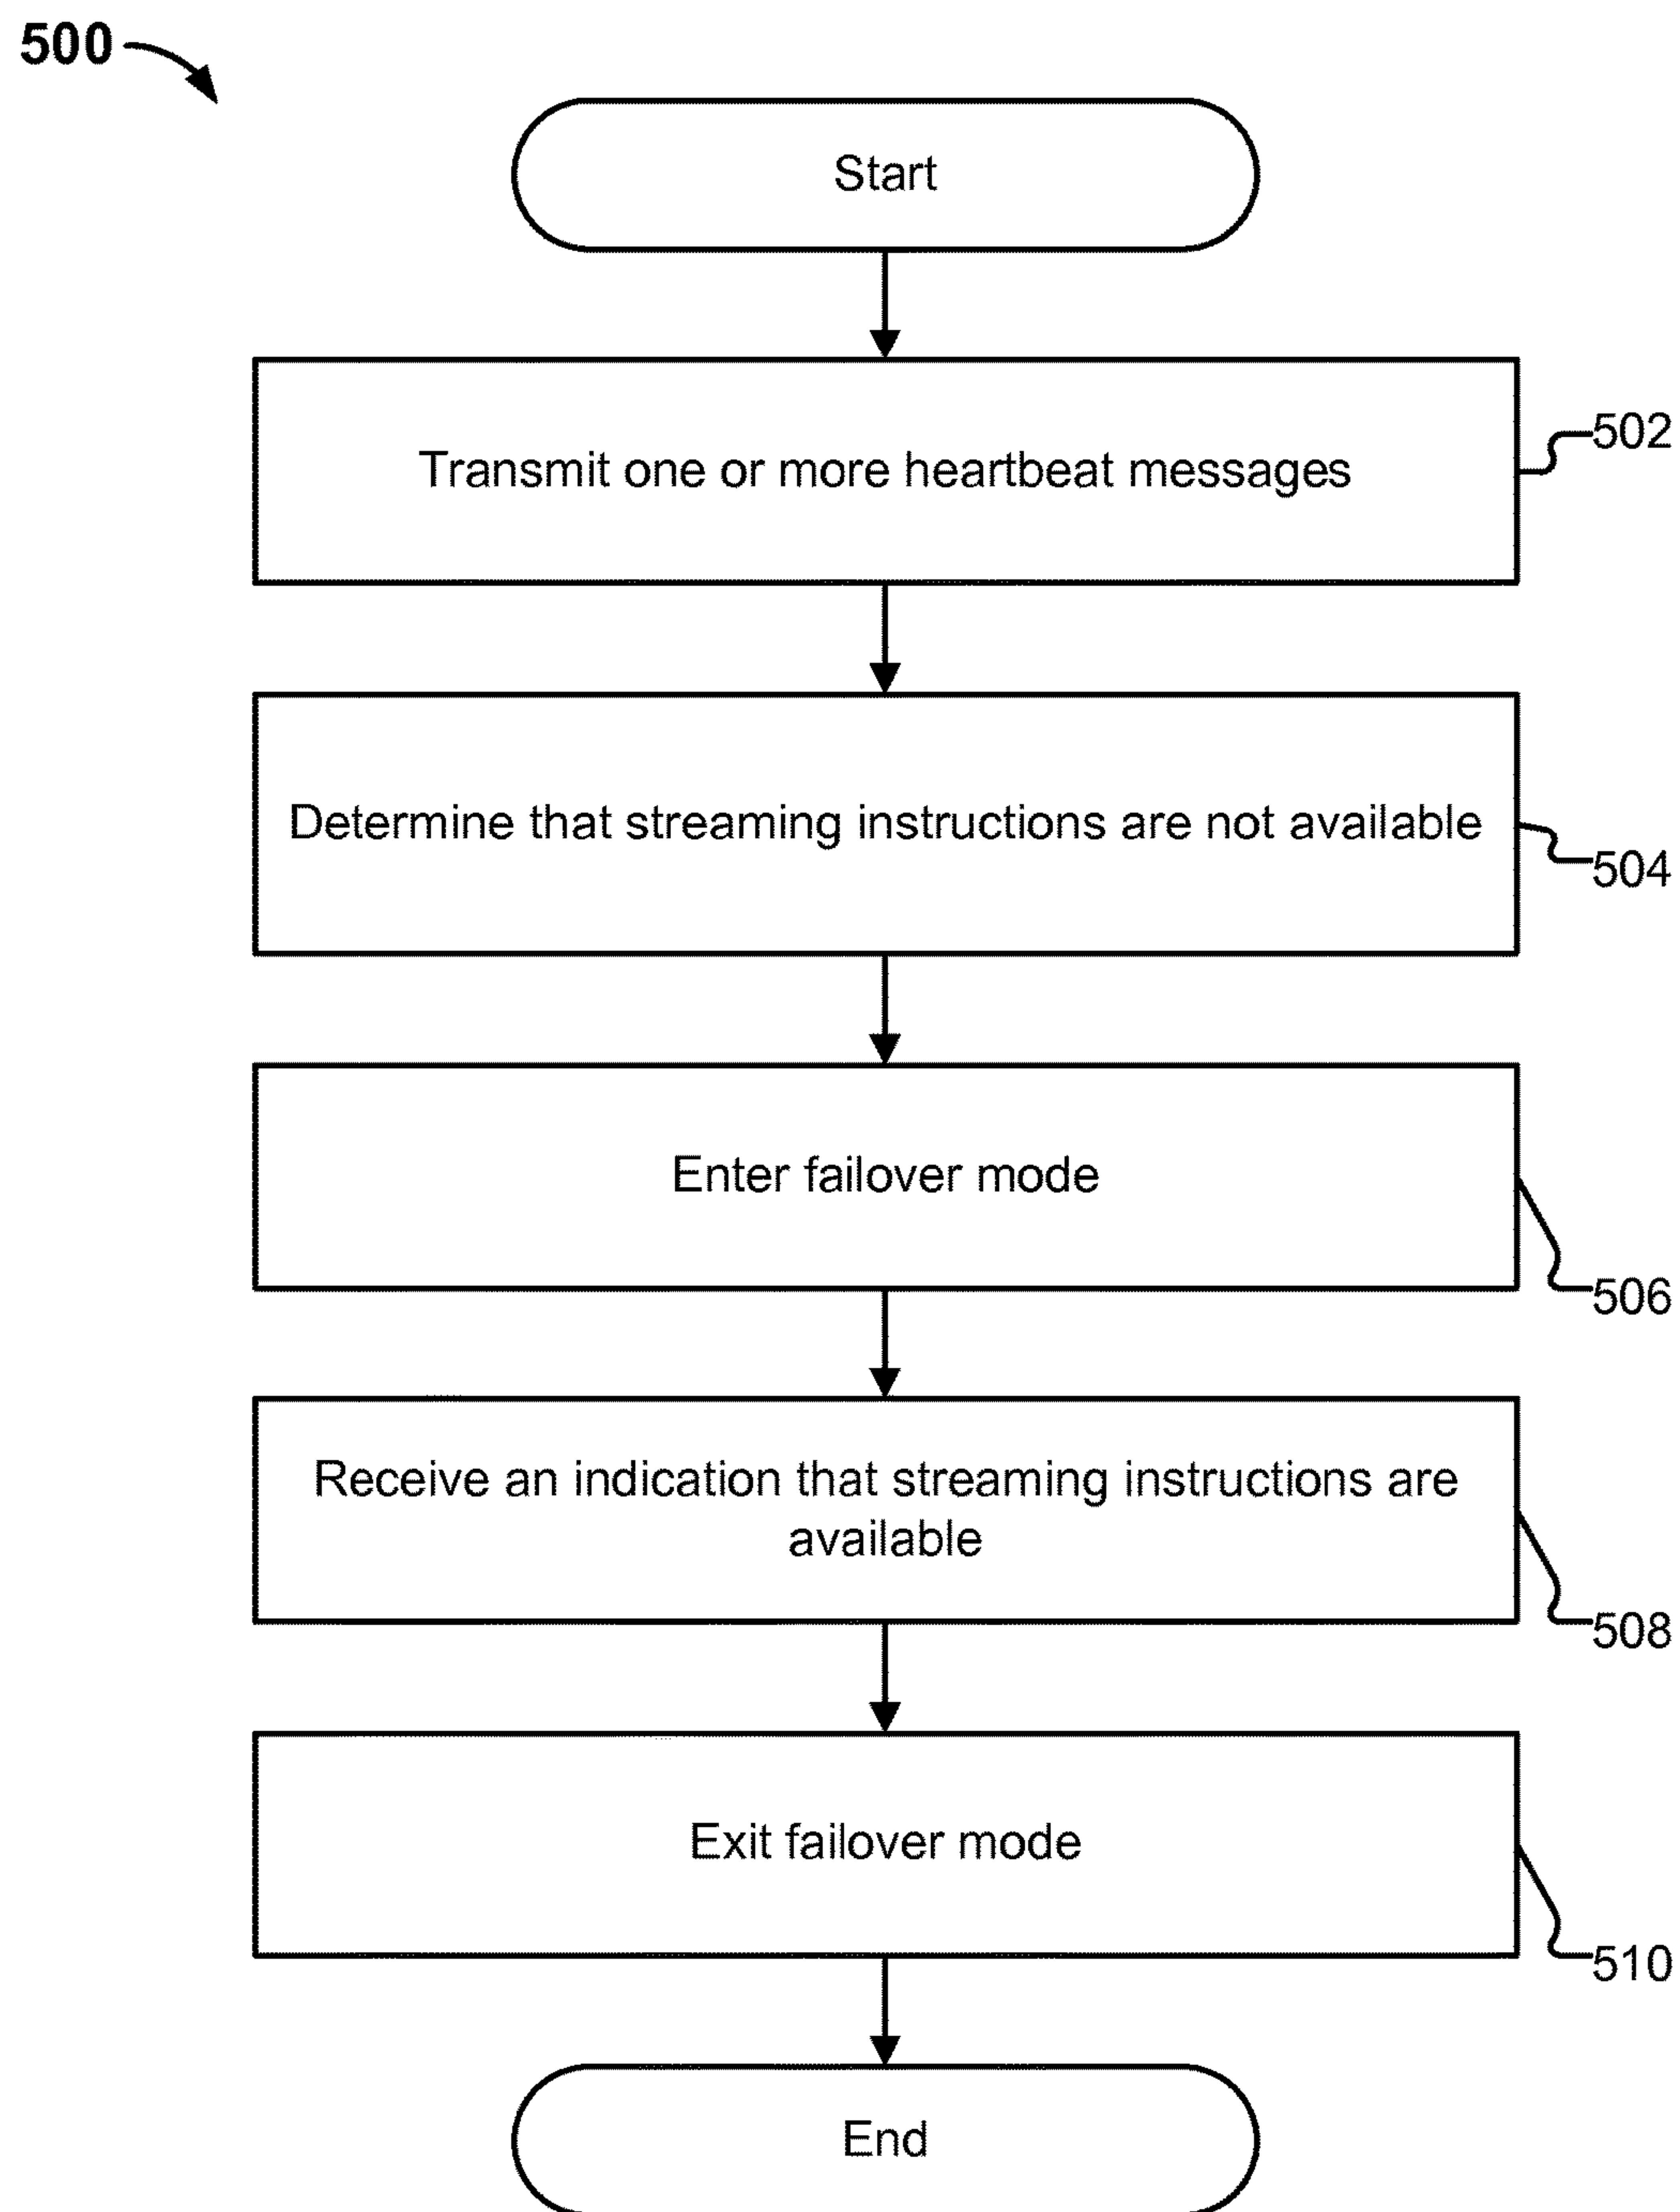 500
Start
Transmit one or more heartbeat messages
502
Determine that streaming instructions are not available
504
Enter failover mode
506
Receive an indication that streaming instructions are
available
508
Exit failover mode
510
End